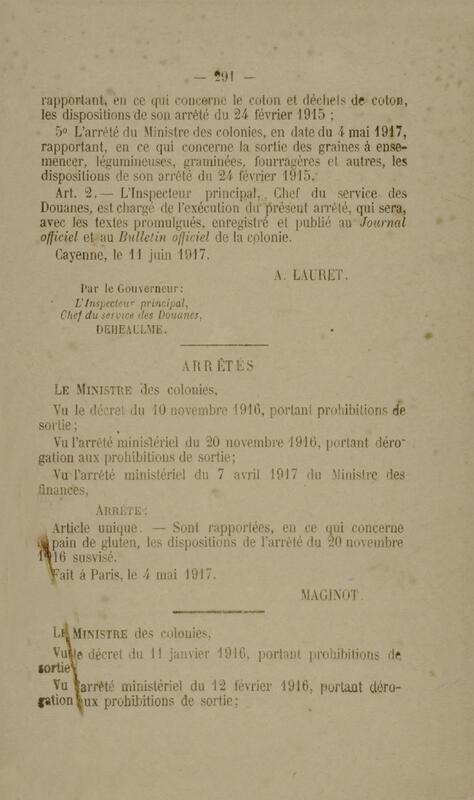 — 291 —
rapportant, en ce qui concerne le coton et déchets de coton,
les dispositions de son arrêté du 24 février 1915 ;
5º L'arrêté du Ministre des colonies, en date du 4 mai 1917,
rapportant, en ce qui concerne la sortie des graines à ense-
mencer, légumineuses, graminées, fourragères et autres, les
dispositions de son arrêté du 24 février 1915.
Art. 2. — L'Inspecteur principal, Chef du service des
Douanes, est chargé de l'exécution du présent arrêté, qui sera,
avec les textes promulgués, enregistré et publié au Journal
officiel et au Bulletin officiel de la colonie.
Cayenne, le 11 juin 1917.
A. LAURET.
Par le Gouverneur:
L'Inspecteur principal,
Chef du service des Douanes,
DEHEAULME.
ARRÊTÉS
LE MINISTRE des colonies,
Vu le décret du 10 novembre 1916, portant prohibitions de
sortie;
Vu l'arrêté ministériel du 20 novembre 1916, portant déro-
gation aux prohibitions de sortie;
Vu l'arrêté ministériel du 7 avril 1917 du Ministre des
finances,
ARRÊTE:
Article unique. — Sont rapportées, en ce qui concerne
pain de gluten, les dispositions de l'arrêté du 20 novembre
1916 susvisé.
Fait à Paris, le 4 mai 1917.
MAGINOT.
LE MINISTRE des colonies,
Vu le décret du 11 janvier 1916, portant prohibitions de
sortie
Vu arrêté ministériel du 12 février 1916, portant déro-
gation aux prohibitions de sortie;